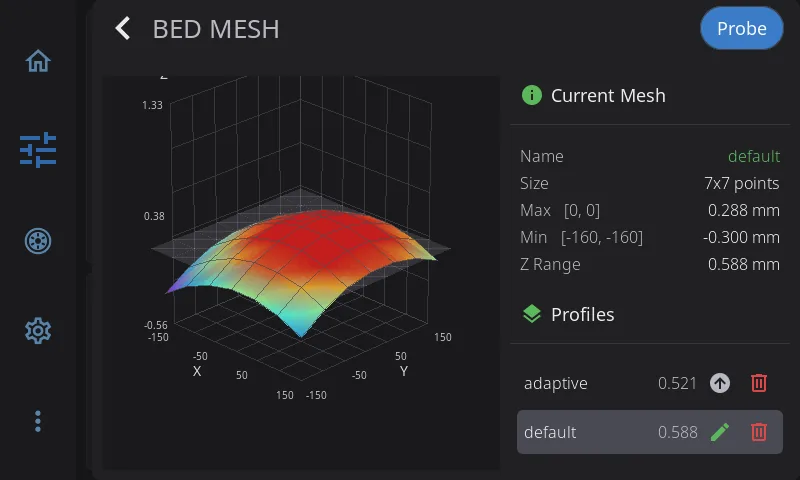 BED MESH
Probe
Z
1.33
0.38
-0.56
-150
-50
50
150
X
-150
-50
50
150
Y
Current Mesh
Name default
Size 7x7 points
Max [0, 0] 0.288 mm
Min [-160, -160] -0.300 mm
Z Range 0.588 mm
Profiles
adaptive 0.521
default 0.588